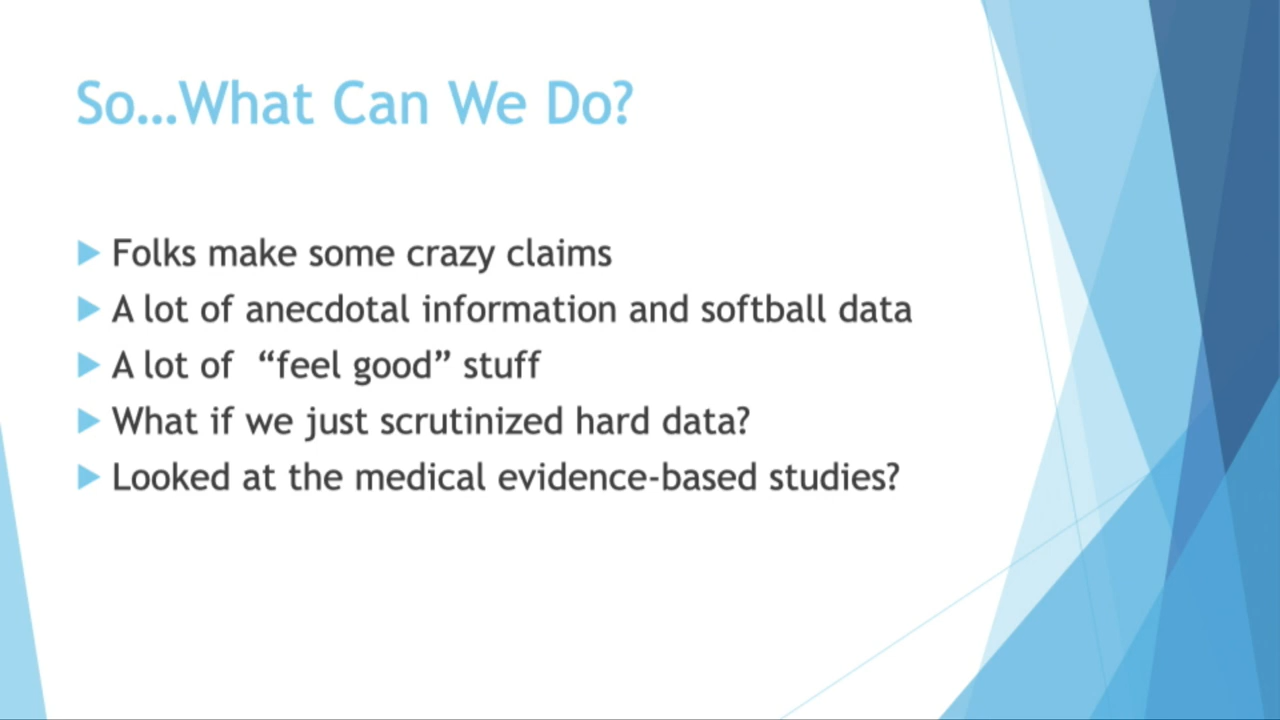 So...What Can We Do?
Folks make some crazy claims
A lot of anecdotal information and softball data
A lot of  “feel good” stuff
What if we just scrutinized hard data?
Looked at the medical evidence-based studies?